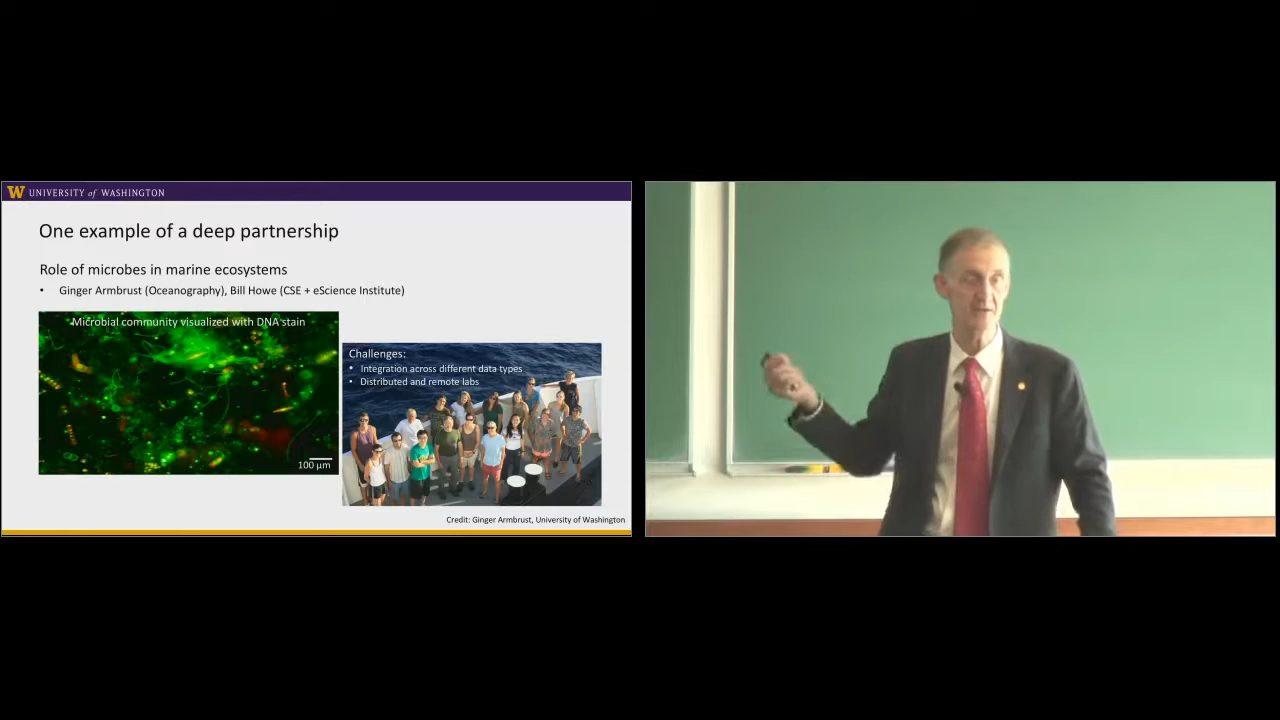 W UNIVERSITY of WASHINGTON
One example of a deep partnership
Role of microbes in marine ecosystems
• Ginger Armbrust (Oceanography), Bill Howe (CSE + eScience Institute)
Microbial community visualized with DNA stain
100 µm
Challenges:
• Integration across different data types
• Distributed and remote labs
Credit: Ginger Armbrust, University of Washington